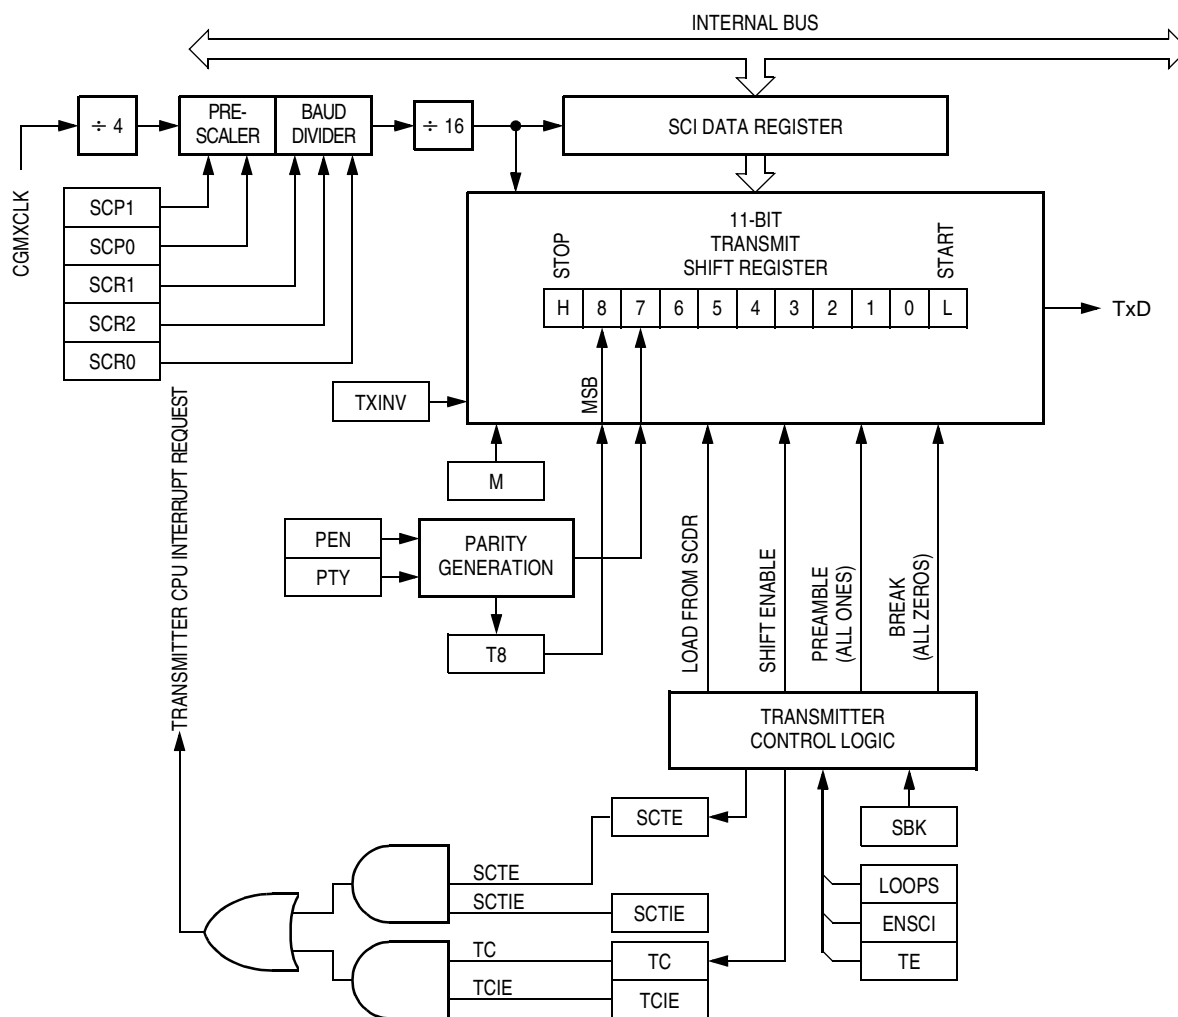 INTERNAL BUS
÷ 4
PRE-
SCALER
BAUD
DIVIDER
÷ 16
SCI DATA REGISTER
CGMXCLK
SCP1
SCP0
SCR1
SCR2
SCR0
11-BIT
TRANSMIT
SHIFT REGISTER
STOP
START
H 8 7 6 5 4 3 2 1 0 L
TxD
TXINV
MSB
M
TRANSMITTER CPU INTERRUPT REQUEST
PEN
PTY
PARITY
GENERATION
T8
LOAD FROM SCDR
SHIFT ENABLE
PREAMBLE
(ALL ONES)
BREAK
(ALL ZEROS)
TRANSMITTER
CONTROL LOGIC
SCTE
SBK
SCTE
SCTIE
SCTIE
LOOPS
ENSCI
TE
TC
TC
TCIE
TCIE